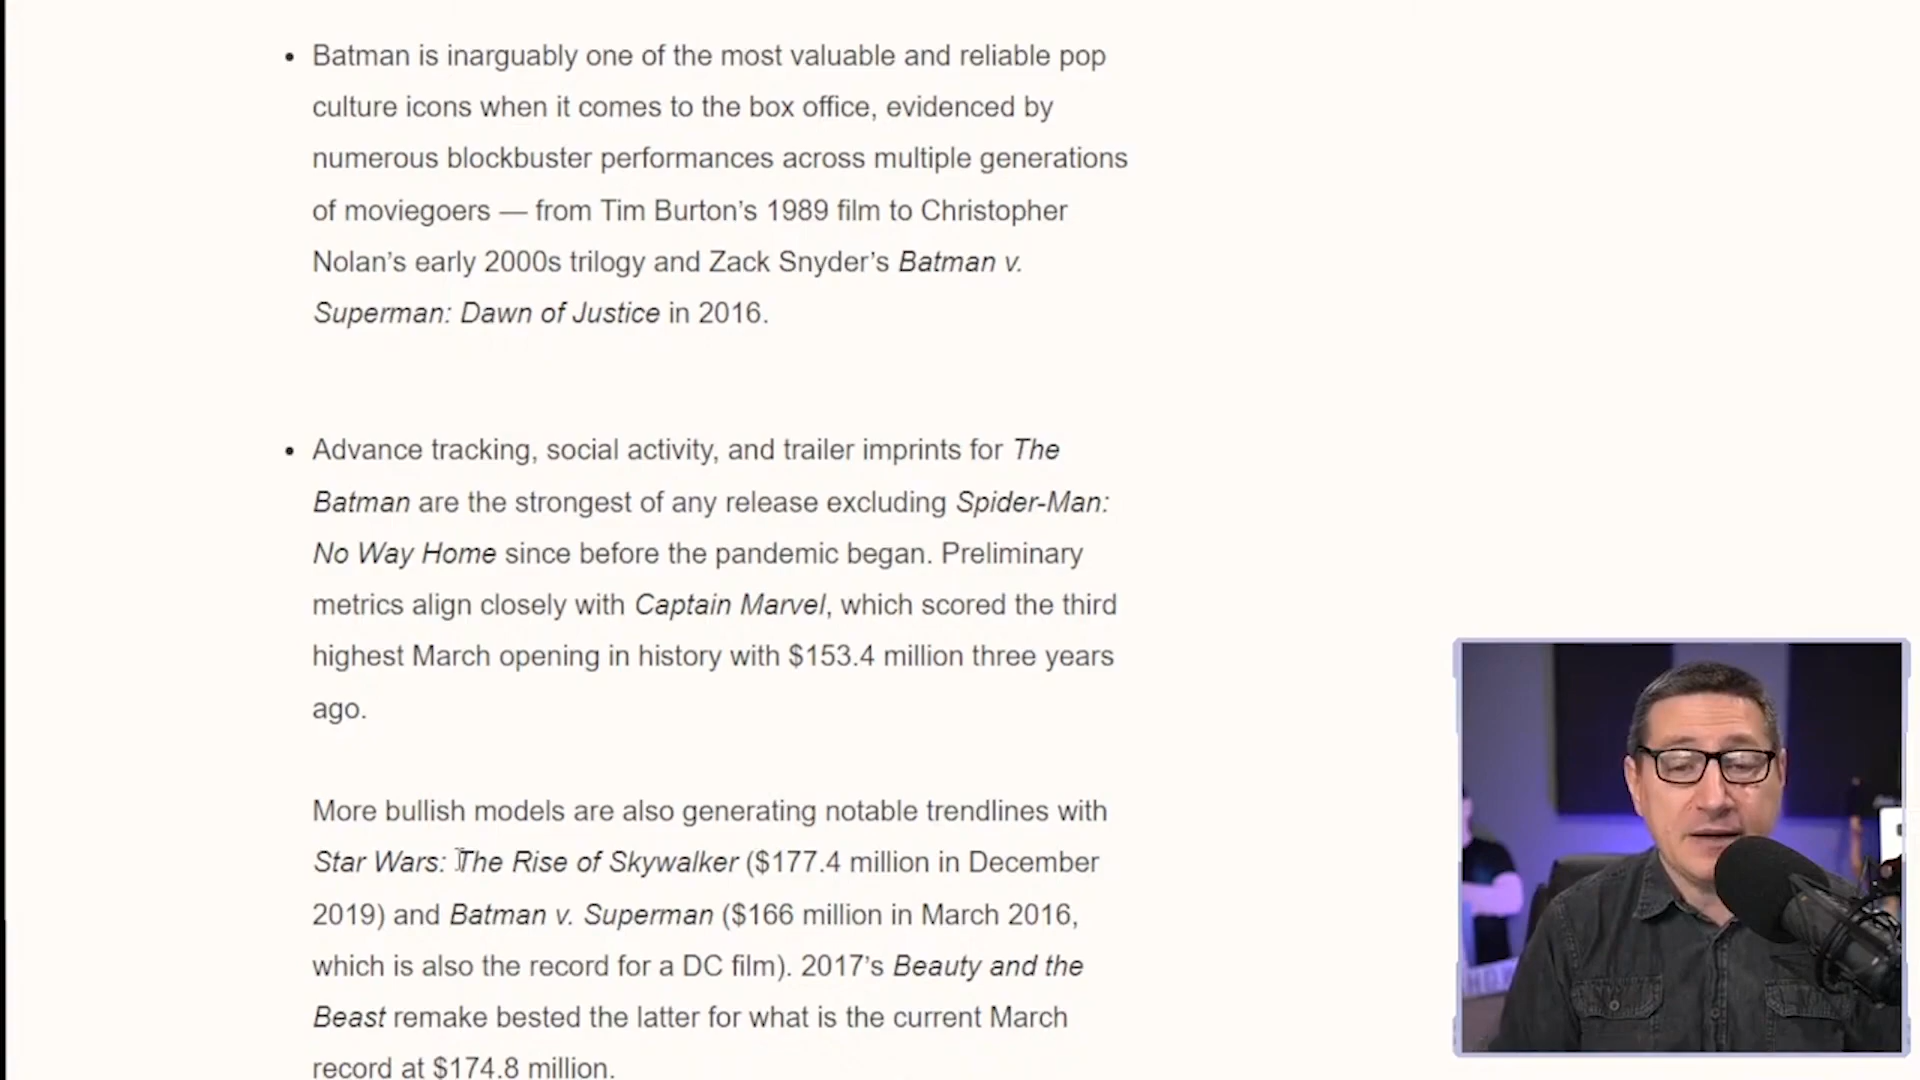 Batman is inarguably one of the most valuable and reliable pop
culture icons when it comes to the box office, evidenced by
numerous blockbuster performances across multiple generations
of moviegoers — from Tim Burton’s 1989 film to Christopher
Nolan’s early 2000s trilogy and Zack Snyder’s Batman v.
Superman: Dawn of Justice in 2016.
Advance tracking, social activity, and trailer imprints for The
Batman are the strongest of any release excluding Spider-Man:
No Way Home since before the pandemic began. Preliminary
metrics align closely with Captain Marvel, which scored the third
highest March opening in history with $153.4 million three years
ago.
More bullish models are also generating notable trendlines with
Star Wars: The Rise of Skywalker ($177.4 million in December
2019) and Batman v. Superman ($166 million in March 2016,
which is also the record for a DC film). 2017’s Beauty and the
Beast remake bested the latter for what is the current March
record at $174.8 million.